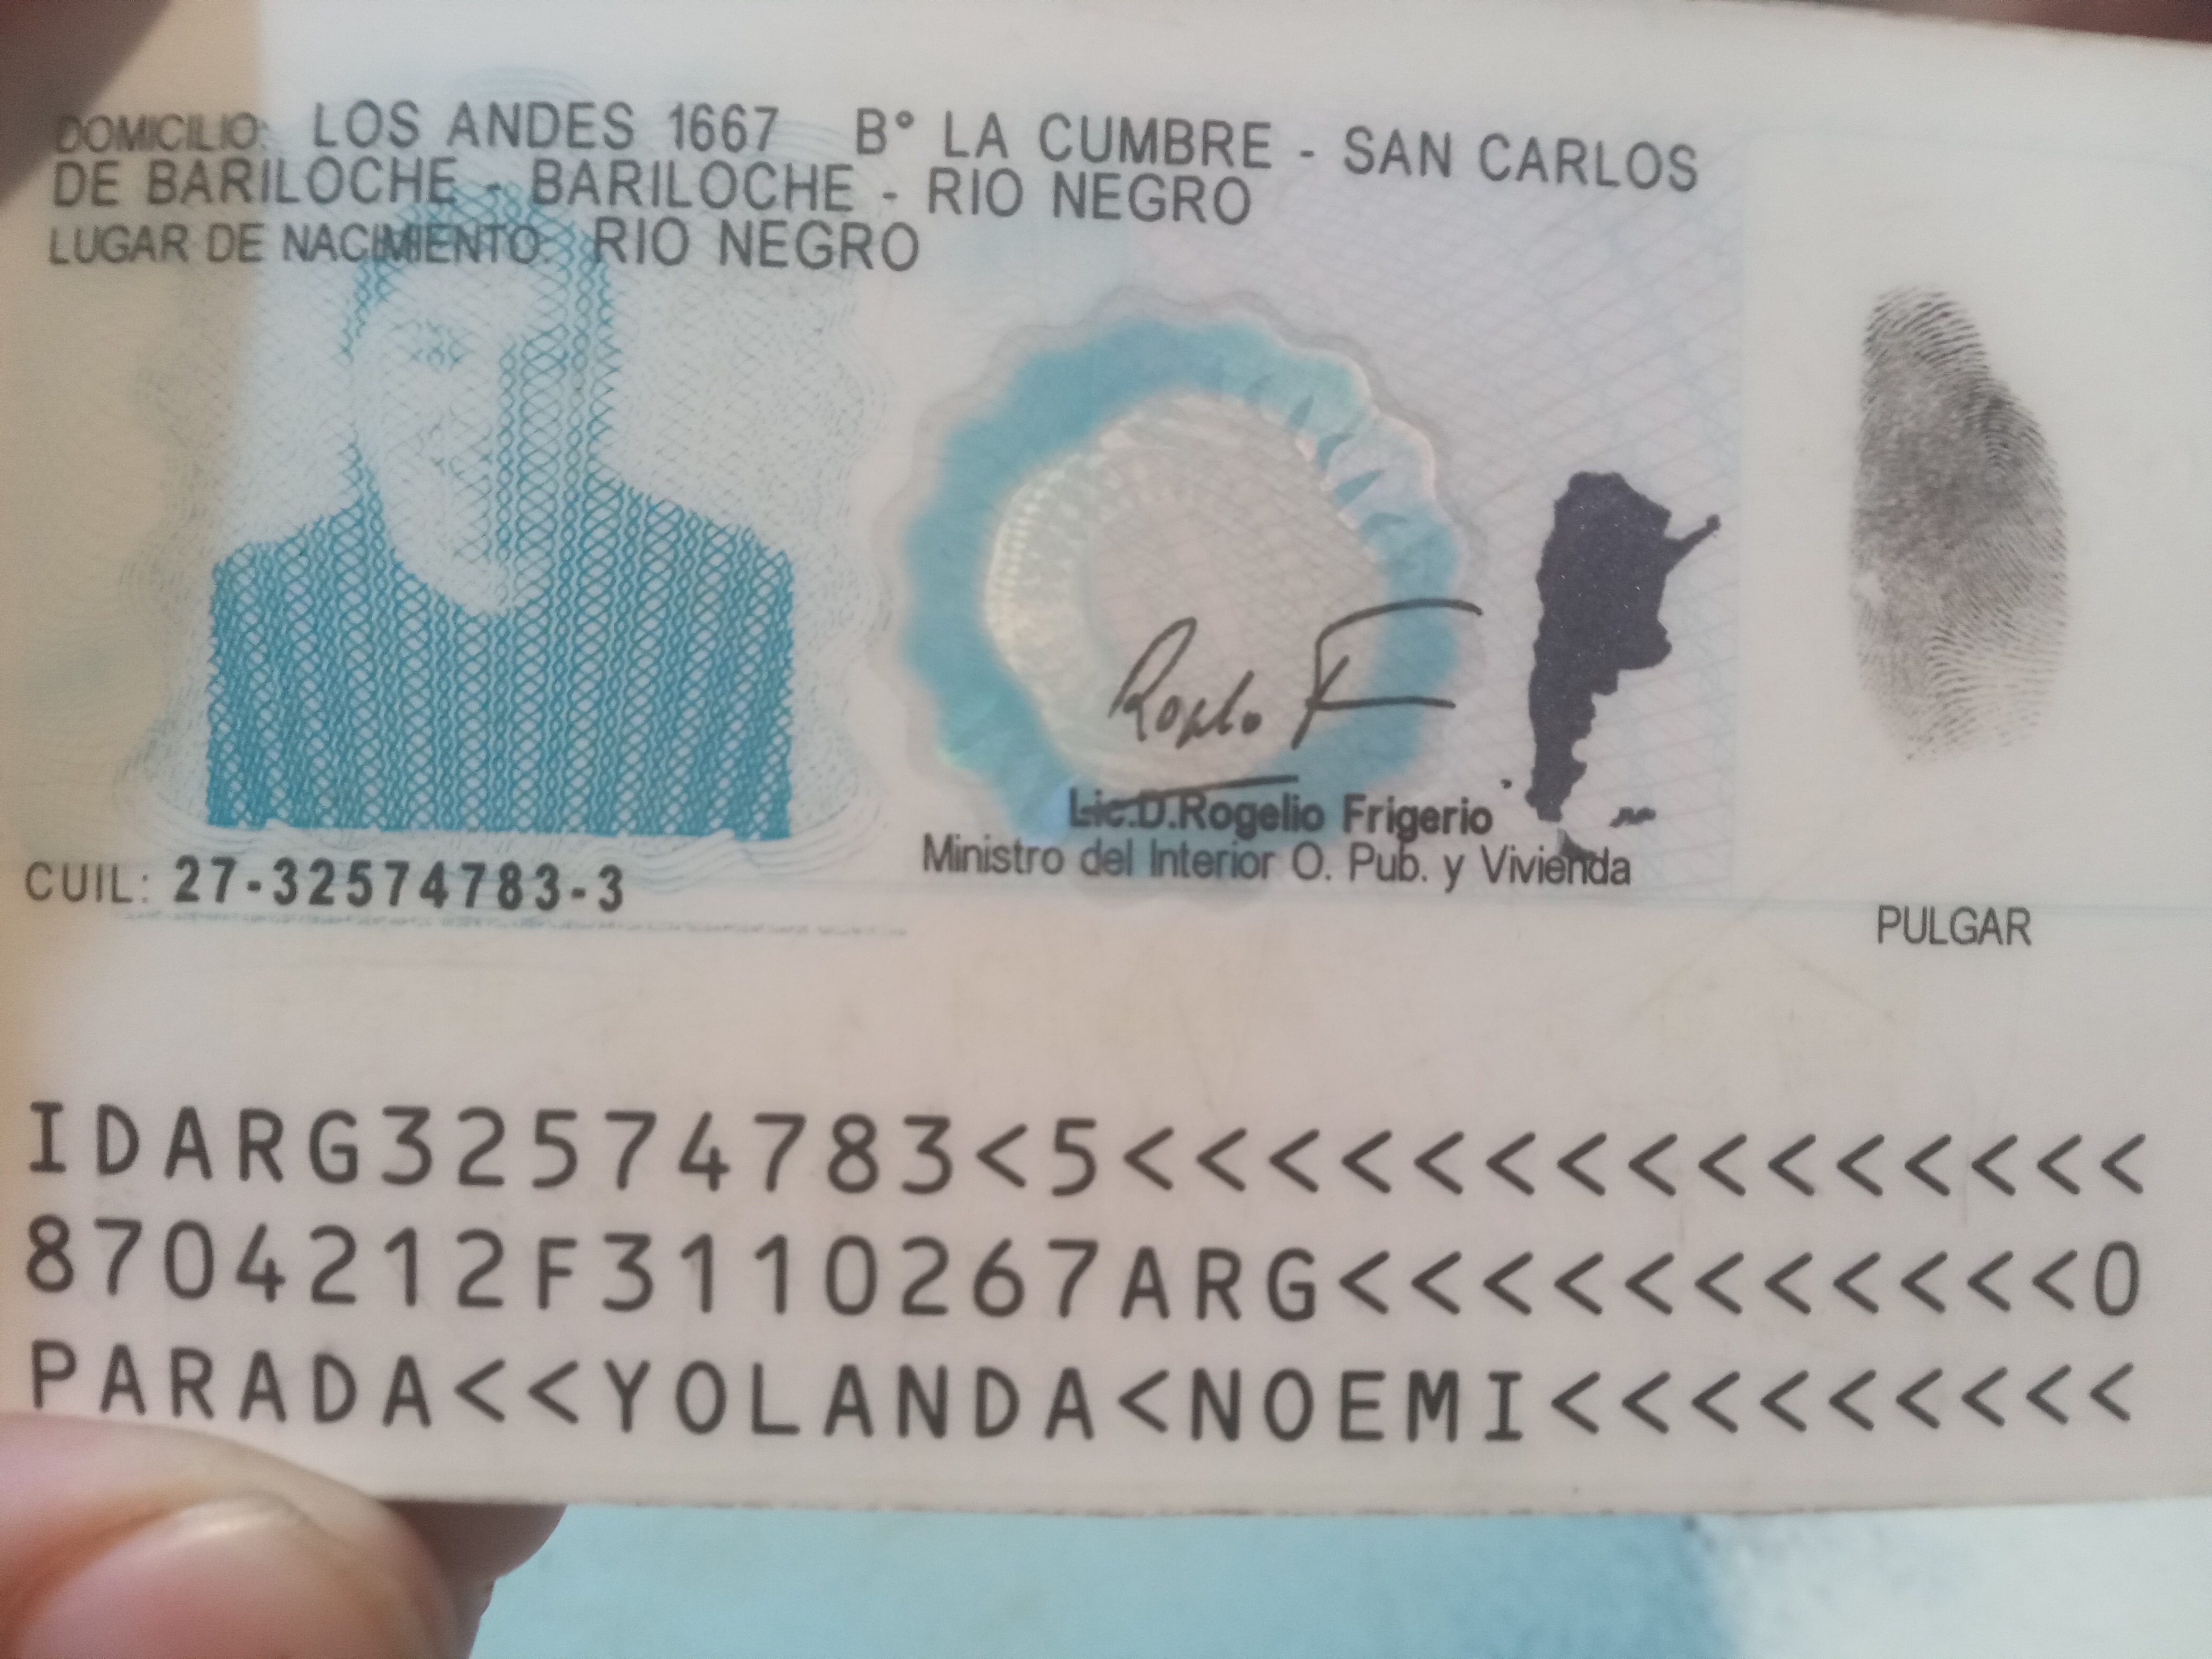 DOMICILIO: LOS ANDES 1667 B° LA CUMBRE - SAN CARLOS
DE BARILOCHE - BARILOCHE - RIO NEGRO
LUGAR DE NACIMIENTO: RIO NEGRO
Lic.D.Rogelio Frigerio
Ministro del Interior O. Pub. y Vivienda
CUIL: 27-32574783-3
PULGAR
IDARG32574783<5<<<<<<<<<<<<<<<
8704212F3110267ARG<<<<<<<<<<<0
PARADA<<YOLANDA<NOEMI<<<<<<<<<